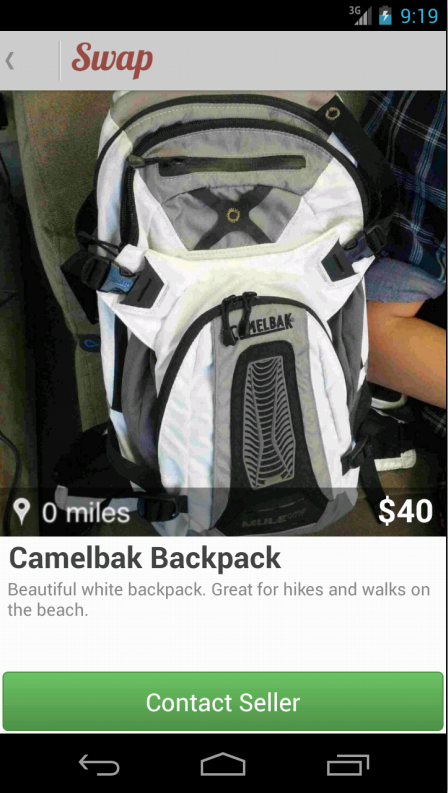 3G 9:19
Swap
CAMELBAK
MULE
0 miles $40
Camelbak Backpack
Beautiful white backpack. Great for hikes and walks on
the beach.
Contact Seller